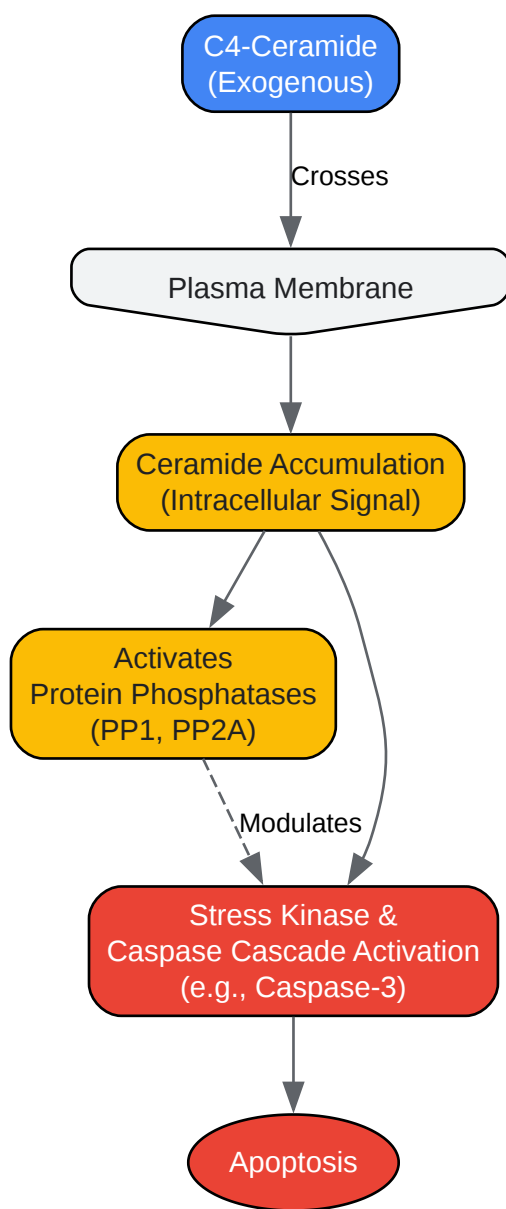 C4-Ceramide
(Exogenous)
Crosses
Plasma Membrane
Ceramide Accumulation
(Intracellular Signal)
Activates
Protein Phosphatases
(PP1, PP2A)
Modulates
Stress Kinase &
Caspase Cascade Activation
(e.g., Caspase-3)
Apoptosis